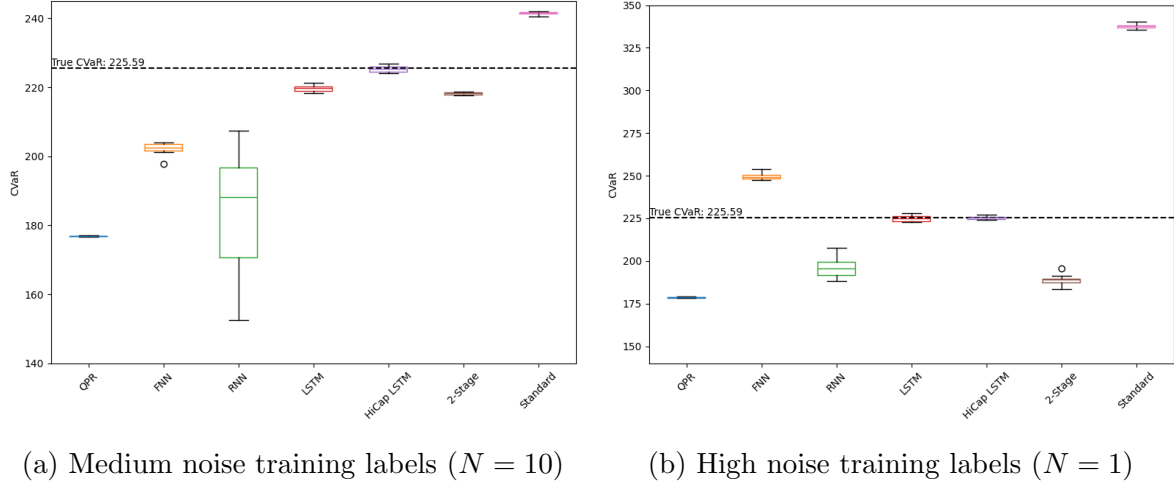 240
220
200
180
160
140
CVaR
True CVaR: 225.59
QPR
FNN
RNN
LSTM
HiCap LSTM
2-Stage
Standard
(a) Medium noise training labels (N = 10)
350
325
300
275
250
225
200
175
150
CVaR
True CVaR: 225.59
QPR
FNN
RNN
LSTM
HiCap LSTM
2-Stage
Standard
(b) High noise training labels (N = 1)